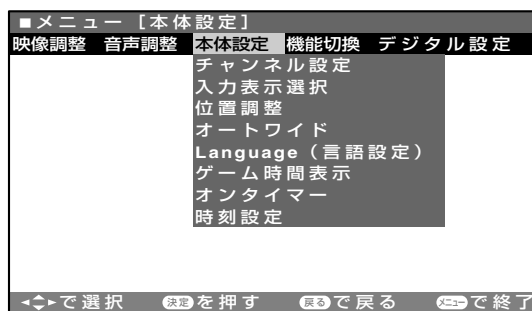 ■メニュー [本体設定]
映像調整 音声調整 本体設定 機能切換 デジタル設定
チャンネル設定
入力表示選択
位置調整
オートワイド
Language(言語設定)
ゲーム時間表示
オンタイマー
時刻設定
で選択 決定を押す 戻るで戻る メニューで終了